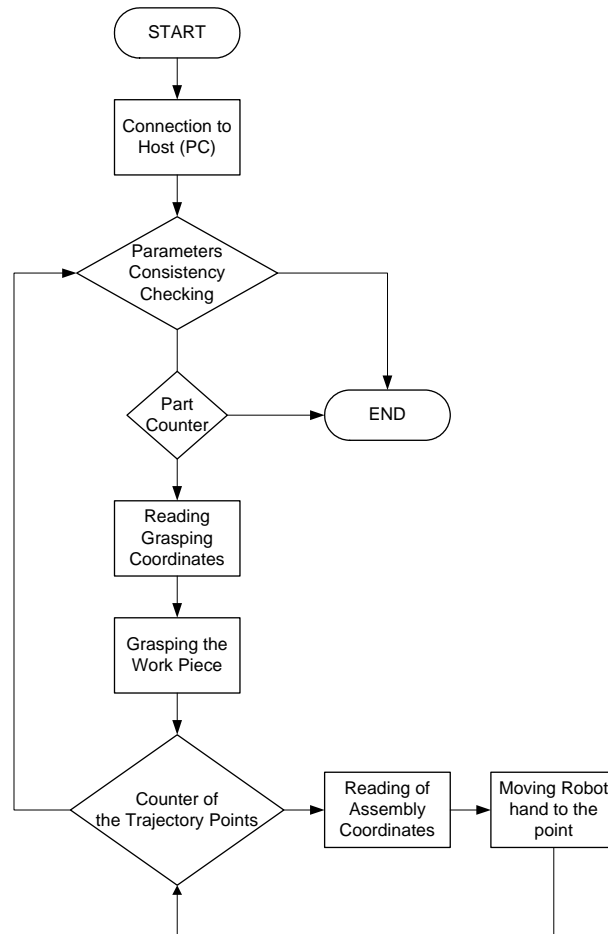 START
Connection to
Host (PC)
Parameters
Consistency
Checking
Part
Counter
END
Reading
Grasping
Coordinates
Grasping the
Work Piece
Counter of
the Trajectory Points
Reading of
Assembly
Coordinates
Moving Robot
hand to the
point